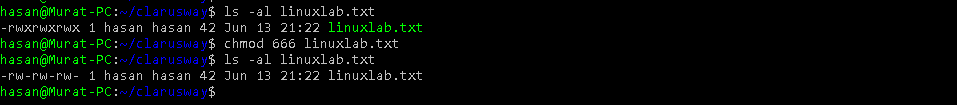 hasan@Murat-PC:~/clarusway$ ls -al linuxlab.txt
-rwxrwxrwx 1 hasan hasan 42 Jun 13 21:22 linuxlab.txt
hasan@Murat-PC:~/clarusway$ chmod 666 linuxlab.txt
hasan@Murat-PC:~/clarusway$ ls -al linuxlab.txt
-rw-rw-rw- 1 hasan hasan 42 Jun 13 21:22 linuxlab.txt
hasan@Murat-PC:~/clarusway$